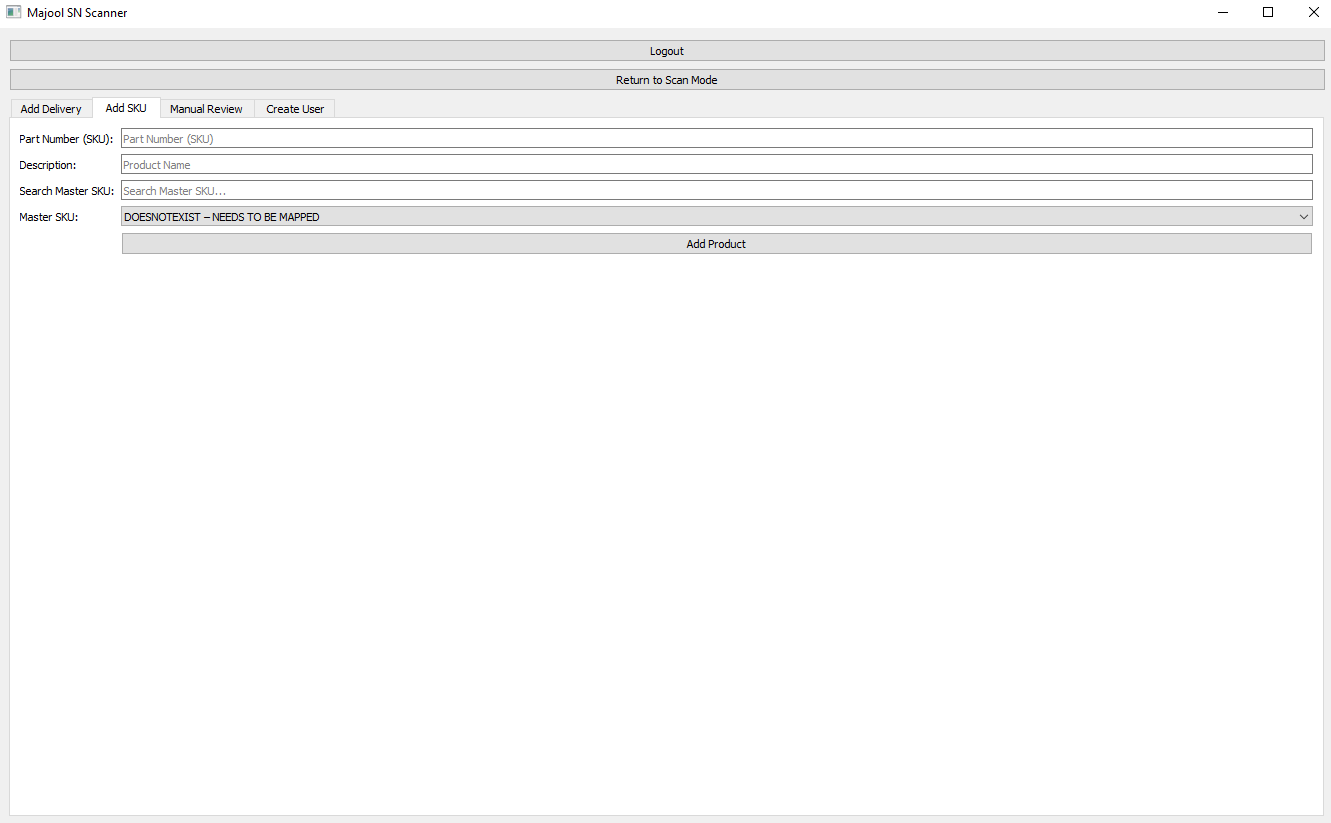 Majool SN Scanner
Logout
Return to Scan Mode
Add Delivery Add SKU Manual Review Create User
Part Number (SKU): Part Number (SKU)
Description: Product Name
Search Master SKU: Search Master SKU...
Master SKU: DOESNOTEXIST – NEEDS TO BE MAPPED
Add Product